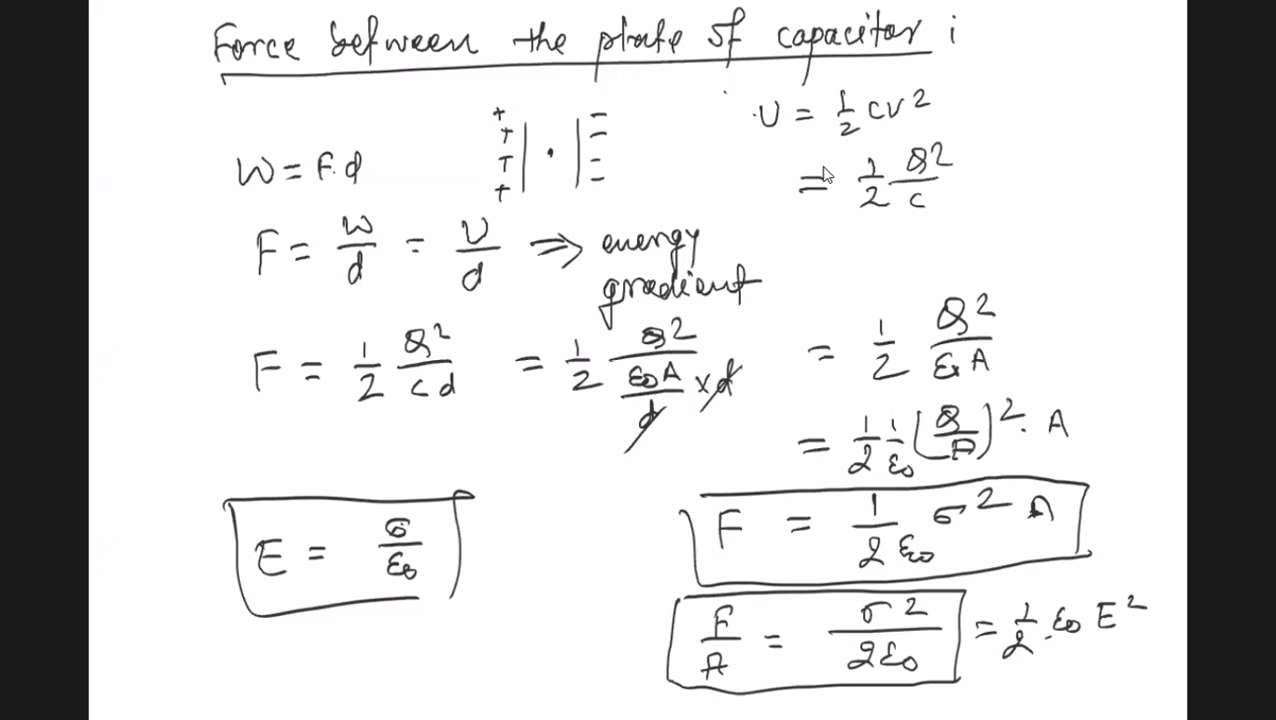 Force between the plate of capacitor :
U = 1/2 CV²
= 1/2 Q²/C
+ + + + | · | - - - -
W = F.d
F = W/d = U/d ⇒ energy gradient
F = 1/2 Q²/Cd = 1/2 Q²/(ε₀A/d × d) = 1/2 Q²/ε₀A
= 1/2 1/ε₀ (Q/A)² . A
F = 1/2ε₀ σ² A
E = σ/ε₀
F/A = σ²/2ε₀ = 1/2 . ε₀ E²